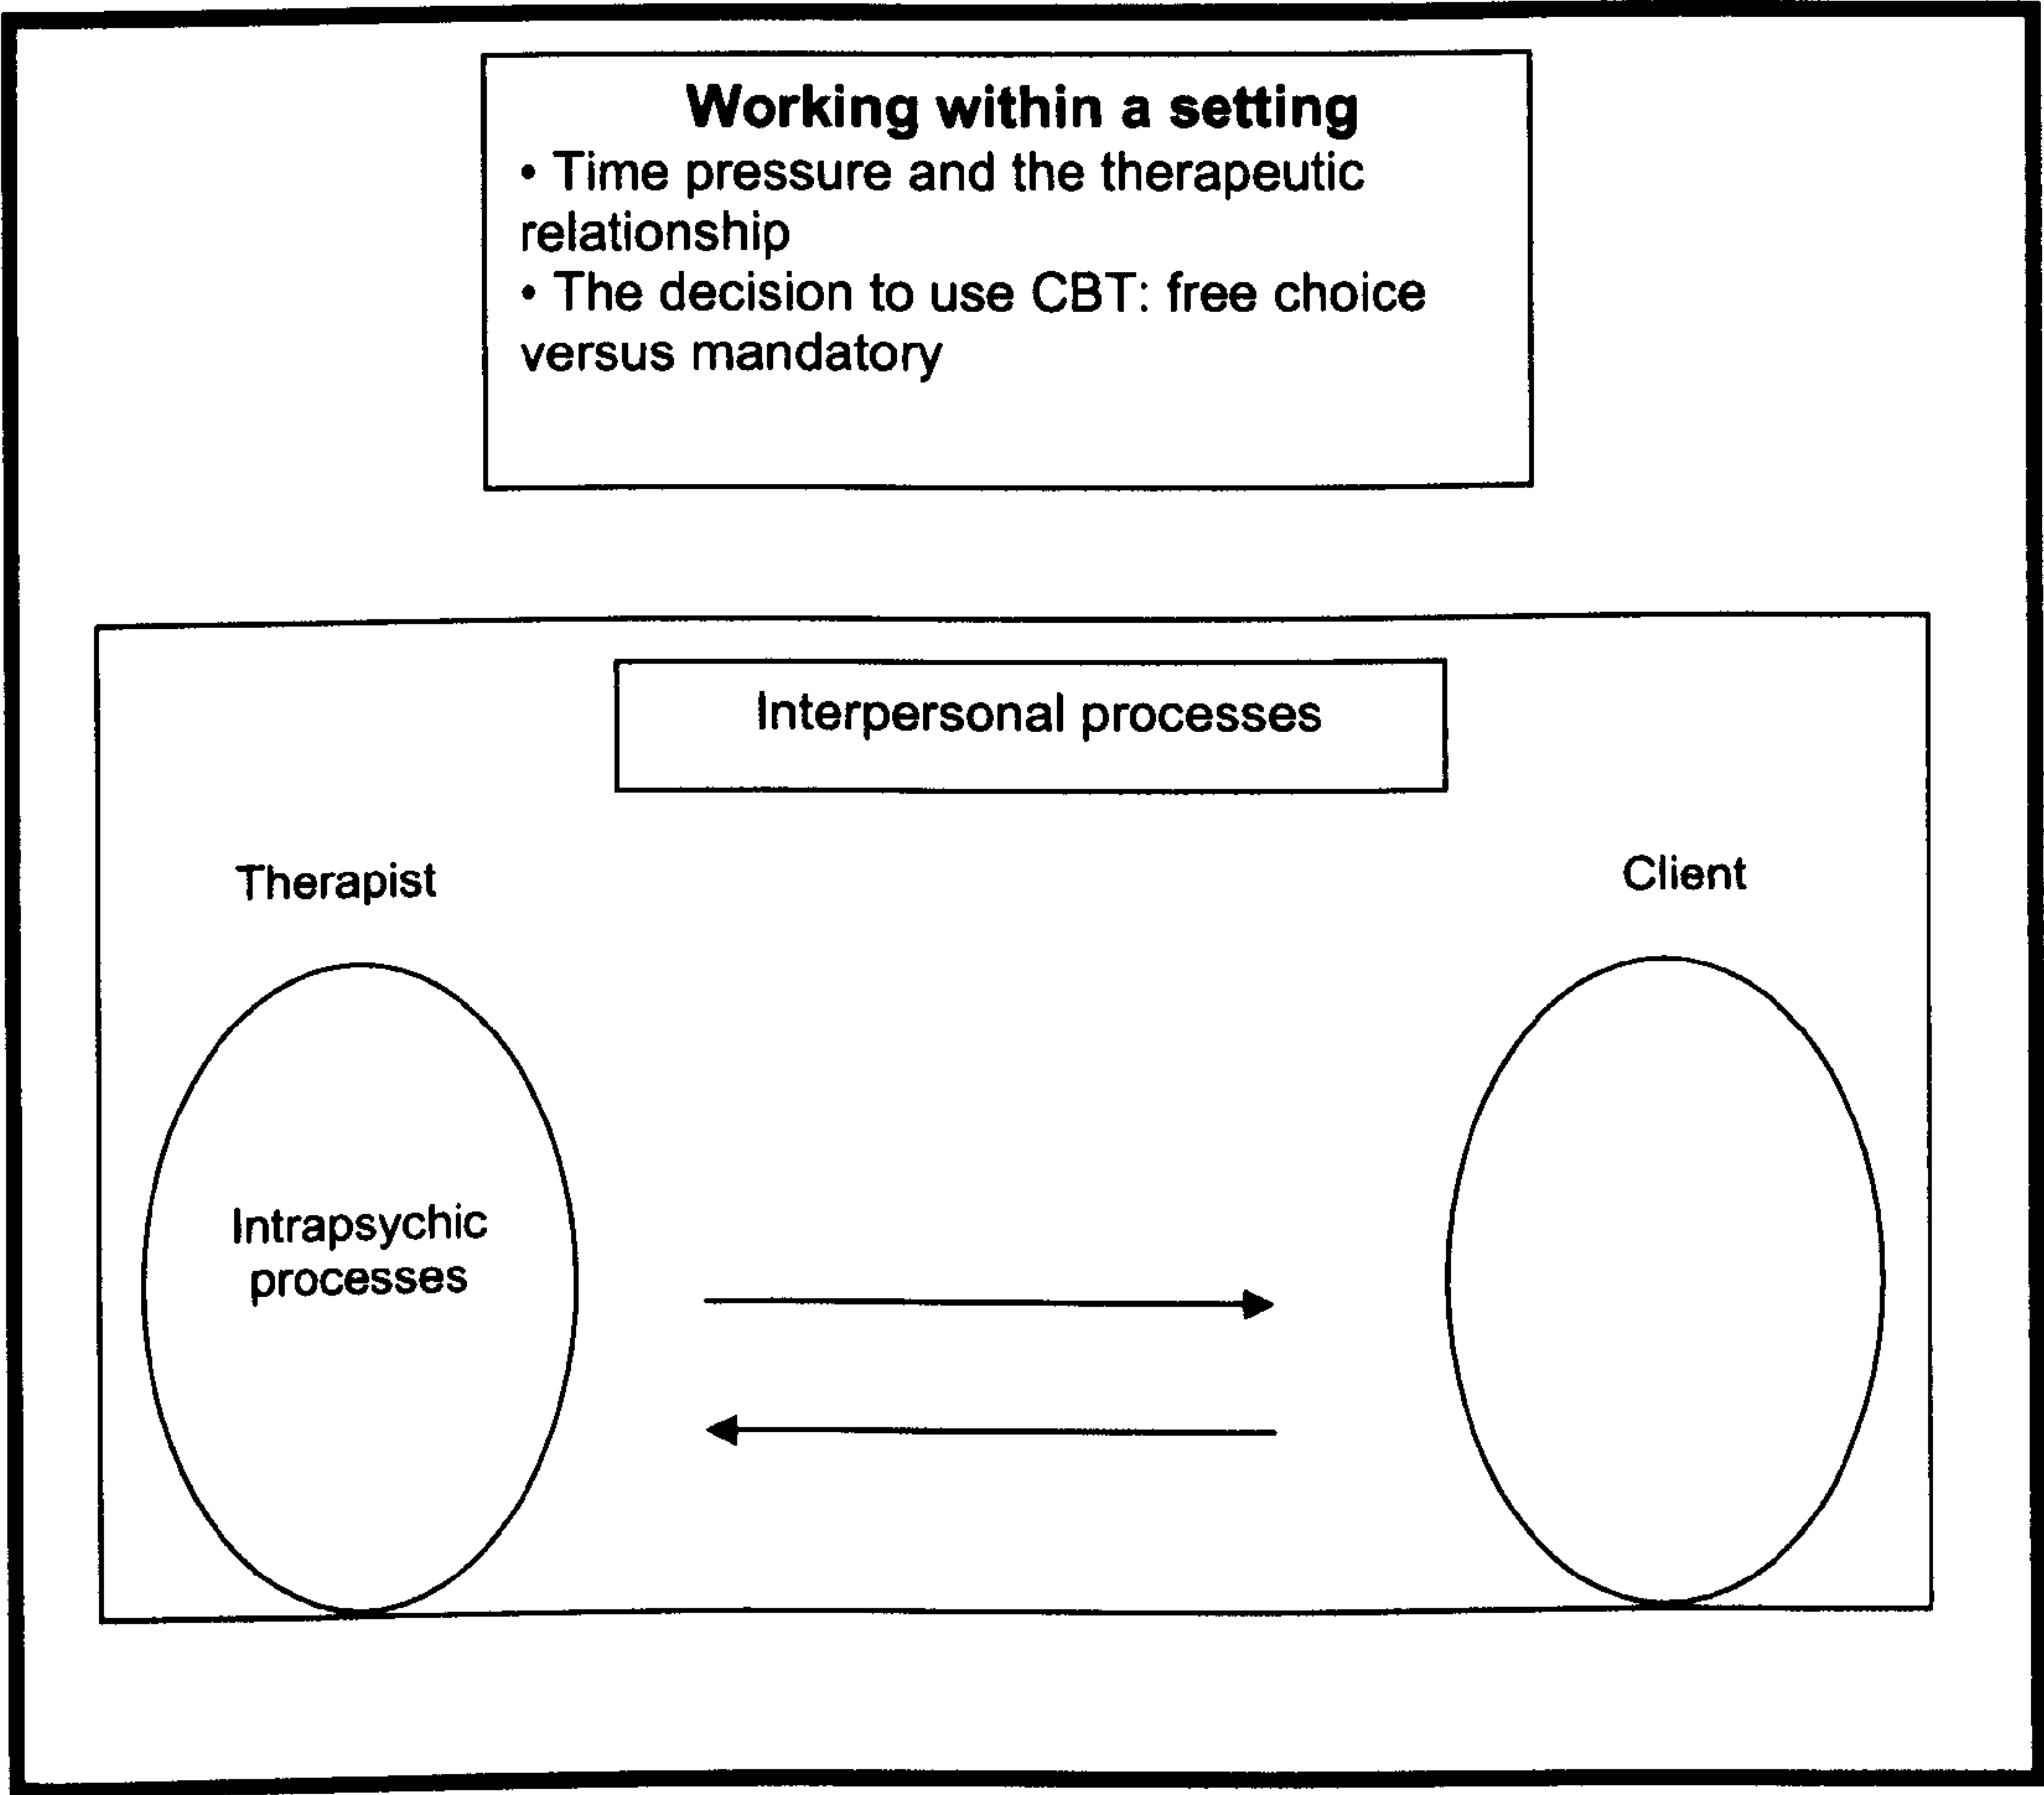 Working within a setting
• Time pressure and the therapeutic
relationship
• The decision to use CBT: free choice
versus mandatory
Interpersonal processes
Therapist
Client
Intrapsychic
processes